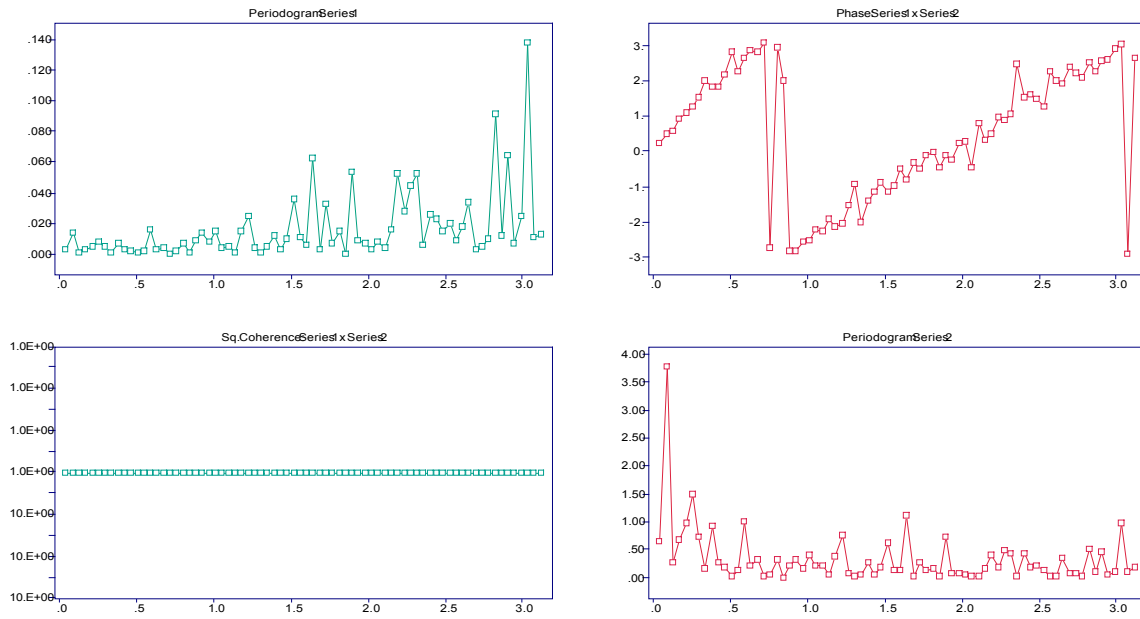 PeriodogramSeries1
.140
.120
.100
.080
.060
.040
.020
.000
.0 .5 1.0 1.5 2.0 2.5 3.0
PhaseSeries1xSeries2
3.
2.
1.
0.
-1.
-2.
-3.
.0 .5 1.0 1.5 2.0 2.5 3.0
Sq.CoherenceSeries1xSeries2
1.0E+00
1.0E+00
1.0E+00
1.0E+00
10.E+00
10.E+00
10.E+00
.0 .5 1.0 1.5 2.0 2.5 3.0
PeriodogramSeries2
4.00
3.50
3.00
2.50
2.00
1.50
1.00
.50
.00
.0 .5 1.0 1.5 2.0 2.5 3.0